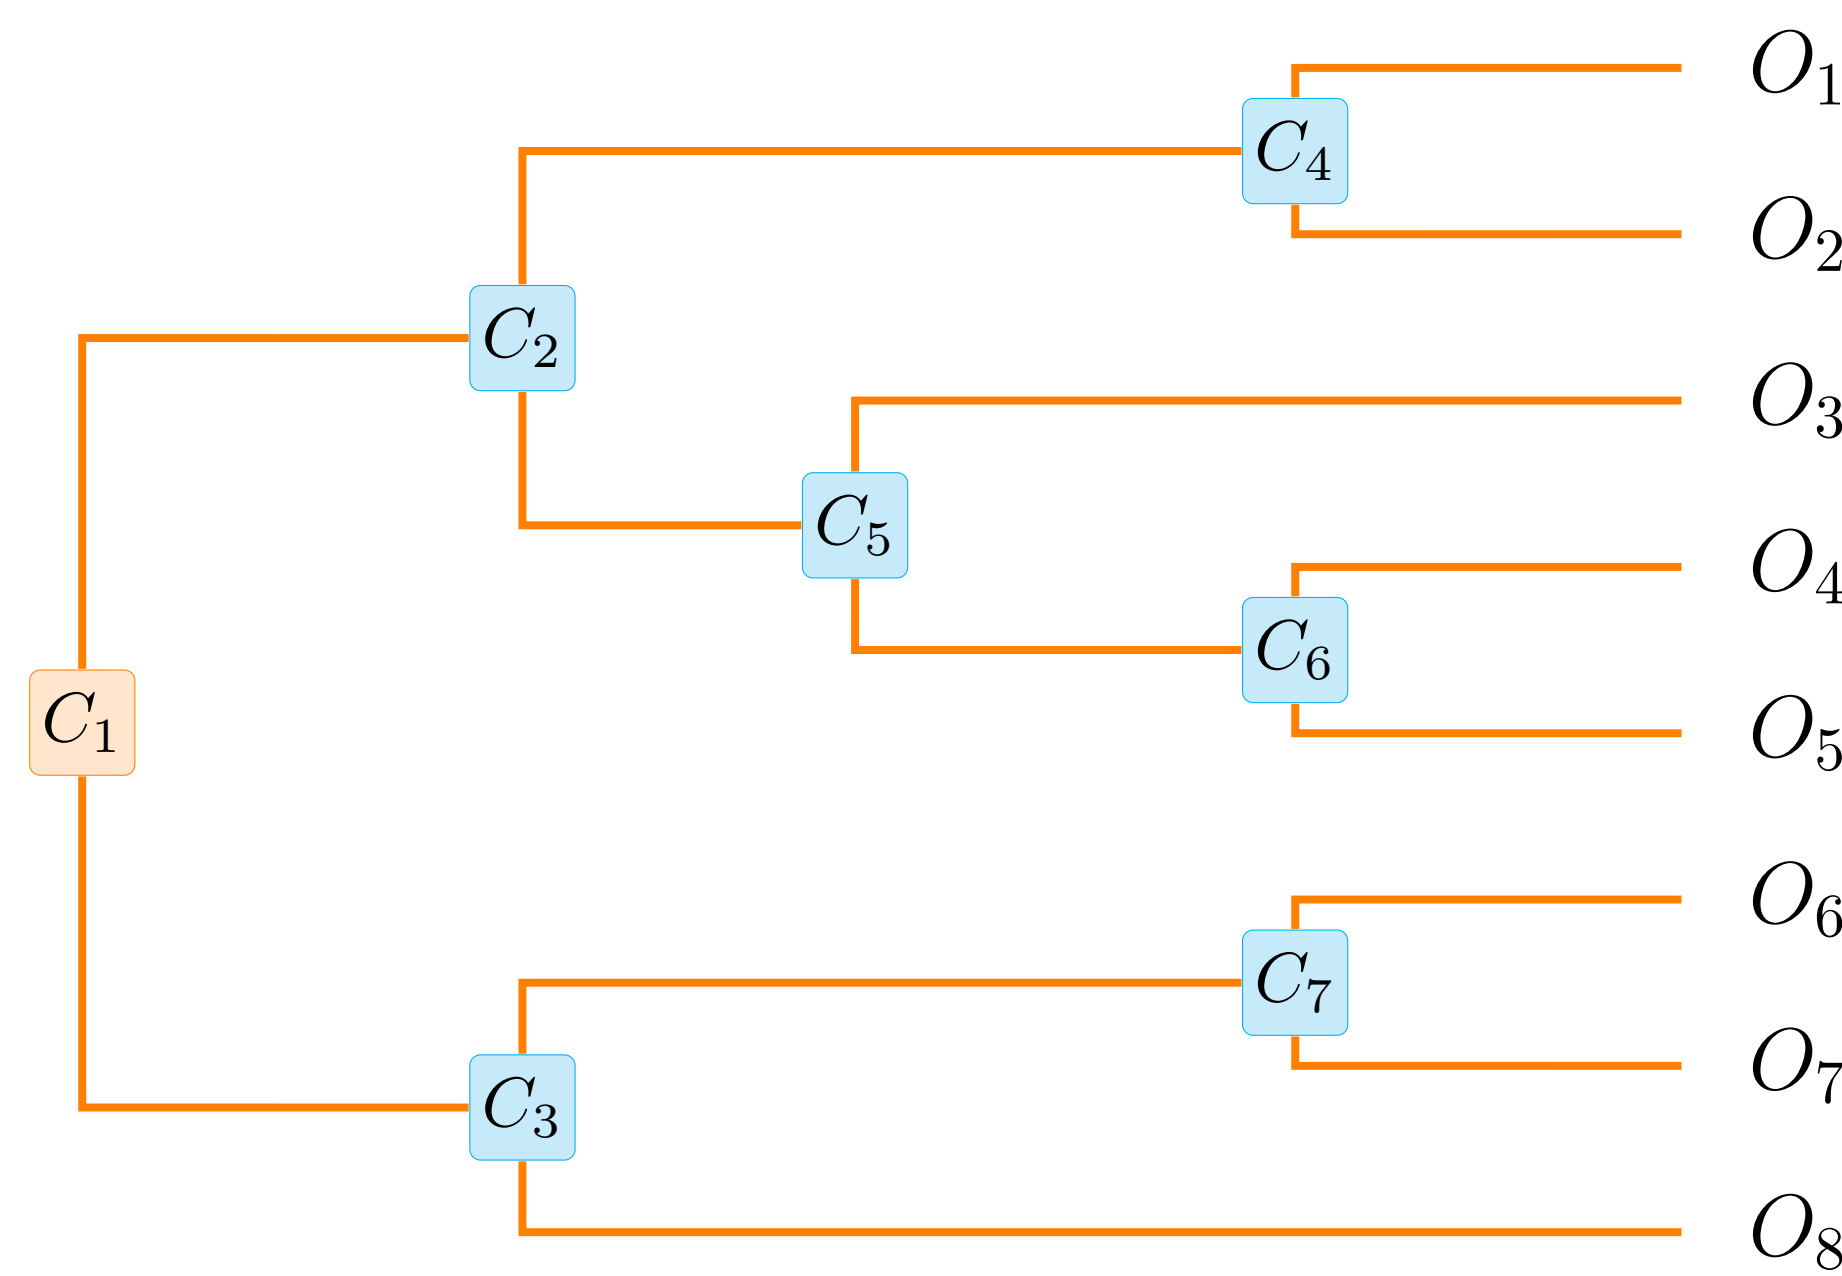 O₁
C₄
O₂
C₂
O₃
C₅
O₄
C₆
C₁
O₅
O₆
C₇
O₇
C₃
O₈